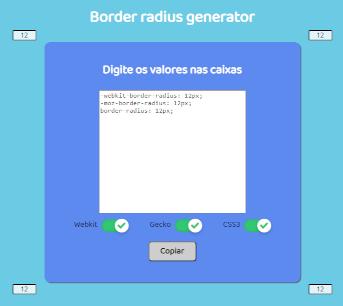 Border radius generator
12
12
Digite os valores nas caixas
-webkit-border-radius: 12px;
-moz-border-radius: 12px;
border-radius: 12px;
Webkit
Gecko
CSS3
Copiar
12
12